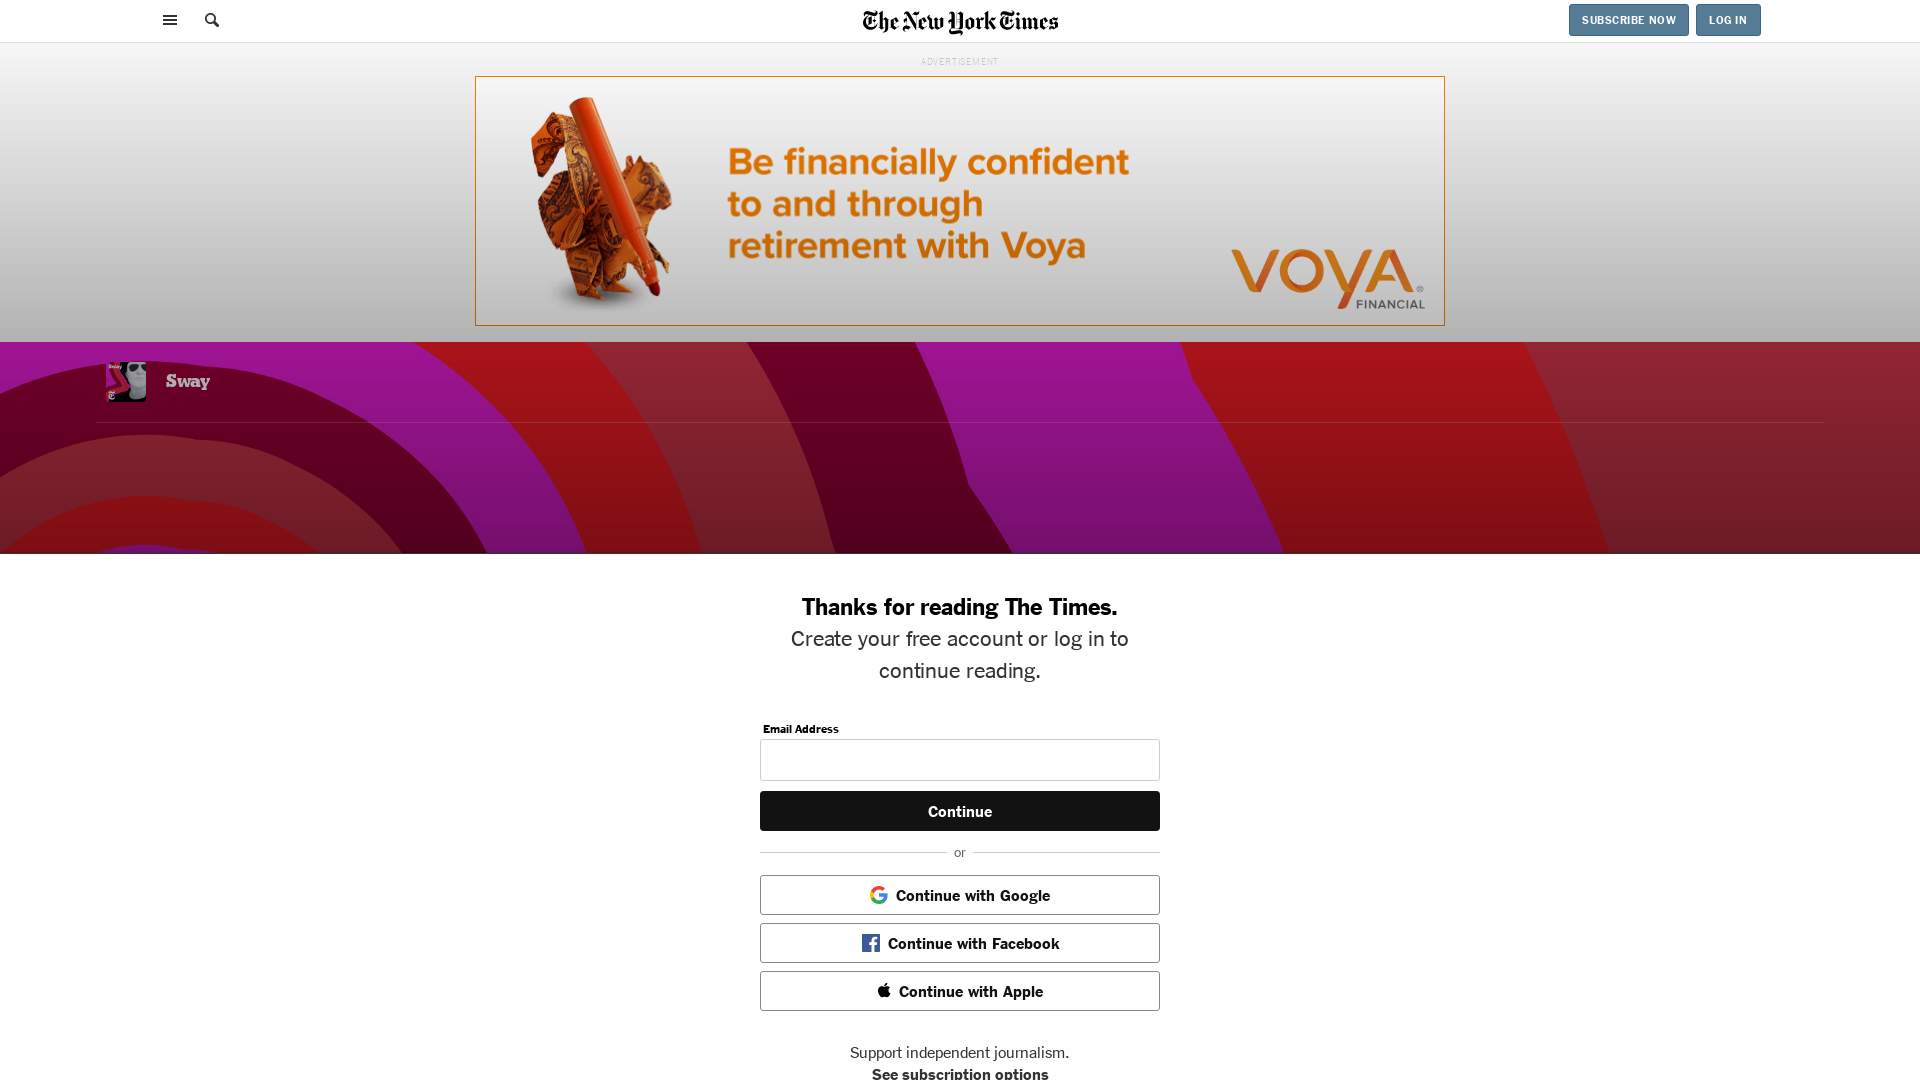 The New York Times
SUBSCRIBE NOW
LOG IN
ADVERTISEMENT
Be financially confident
to and through
retirement with Voya
VOYA®
FINANCIAL
Sway
Thanks for reading The Times.
Create your free account or log in to
continue reading.
Email Address
Continue
or
Continue with Google
Continue with Facebook
Continue with Apple
Support independent journalism.
See subscription options